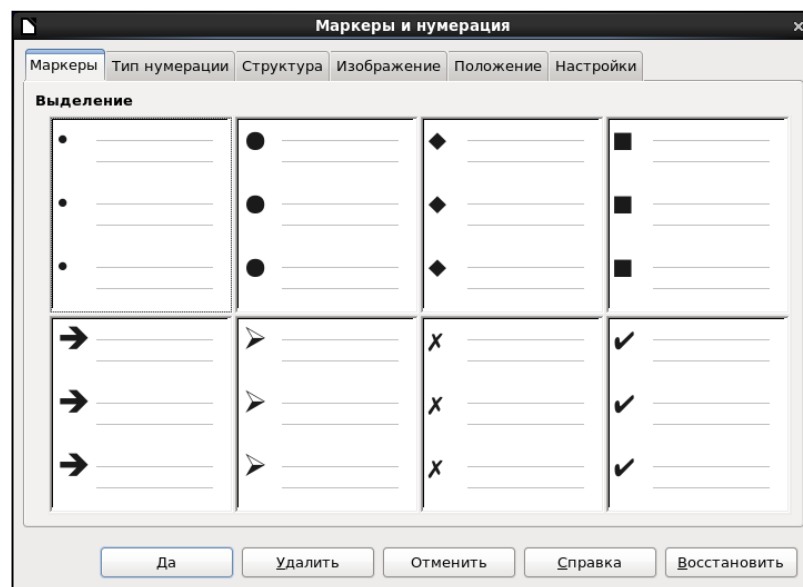 Маркеры и нумерация
Маркеры Тип нумерации Структура Изображение Положение Настройки
Выделение
Да Удалить Отменить Справка Восстановить